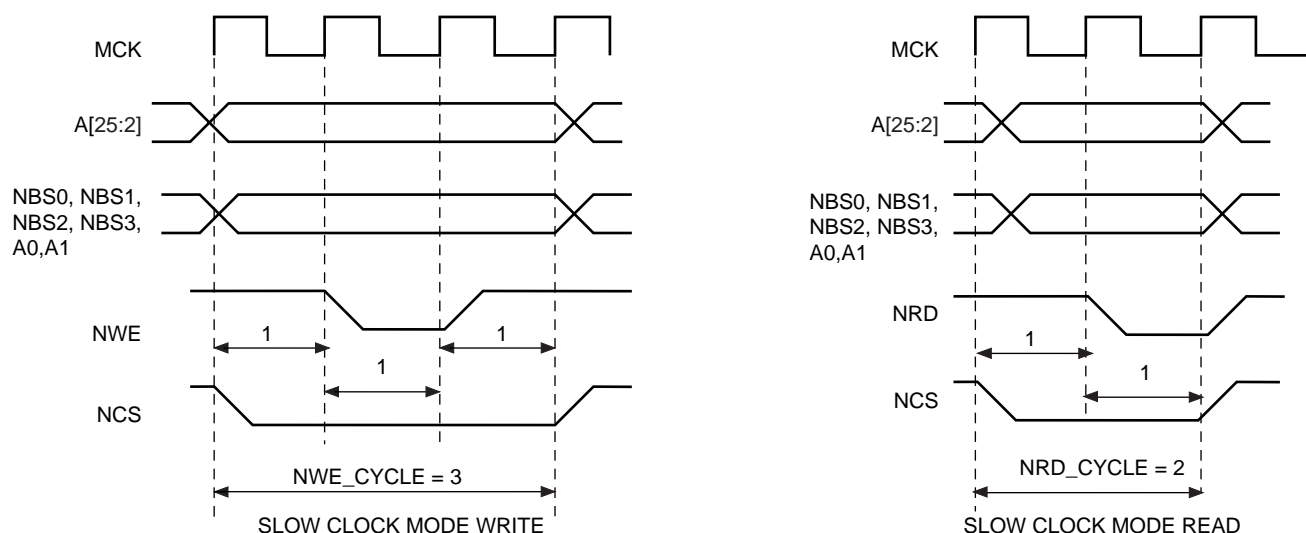 MCK
A[25:2]
NBS0, NBS1,
NBS2, NBS3,
A0,A1
NWE
1
1
1
NCS
NWE_CYCLE = 3
SLOW CLOCK MODE WRITE
MCK
A[25:2]
NBS0, NBS1,
NBS2, NBS3,
A0,A1
NRD
1
1
NCS
NRD_CYCLE = 2
SLOW CLOCK MODE READ